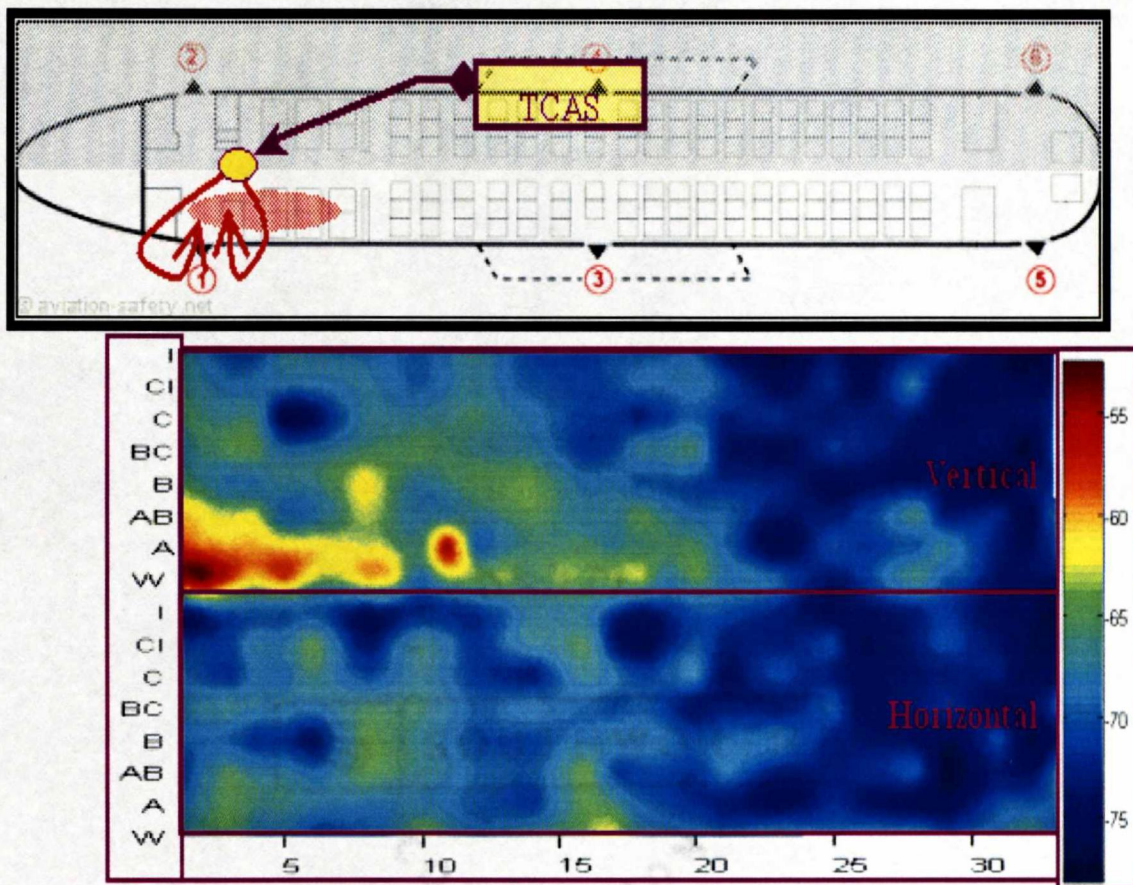 2 4 6
TCAS
1 3 5
© aviation-safety.net
I
CI
C
BC
B
AB
A
W
Vertical
I
CI
C
BC
B
AB
A
W
Horizontal
5 10 15 20 25 30
-55
-60
-65
-70
-75